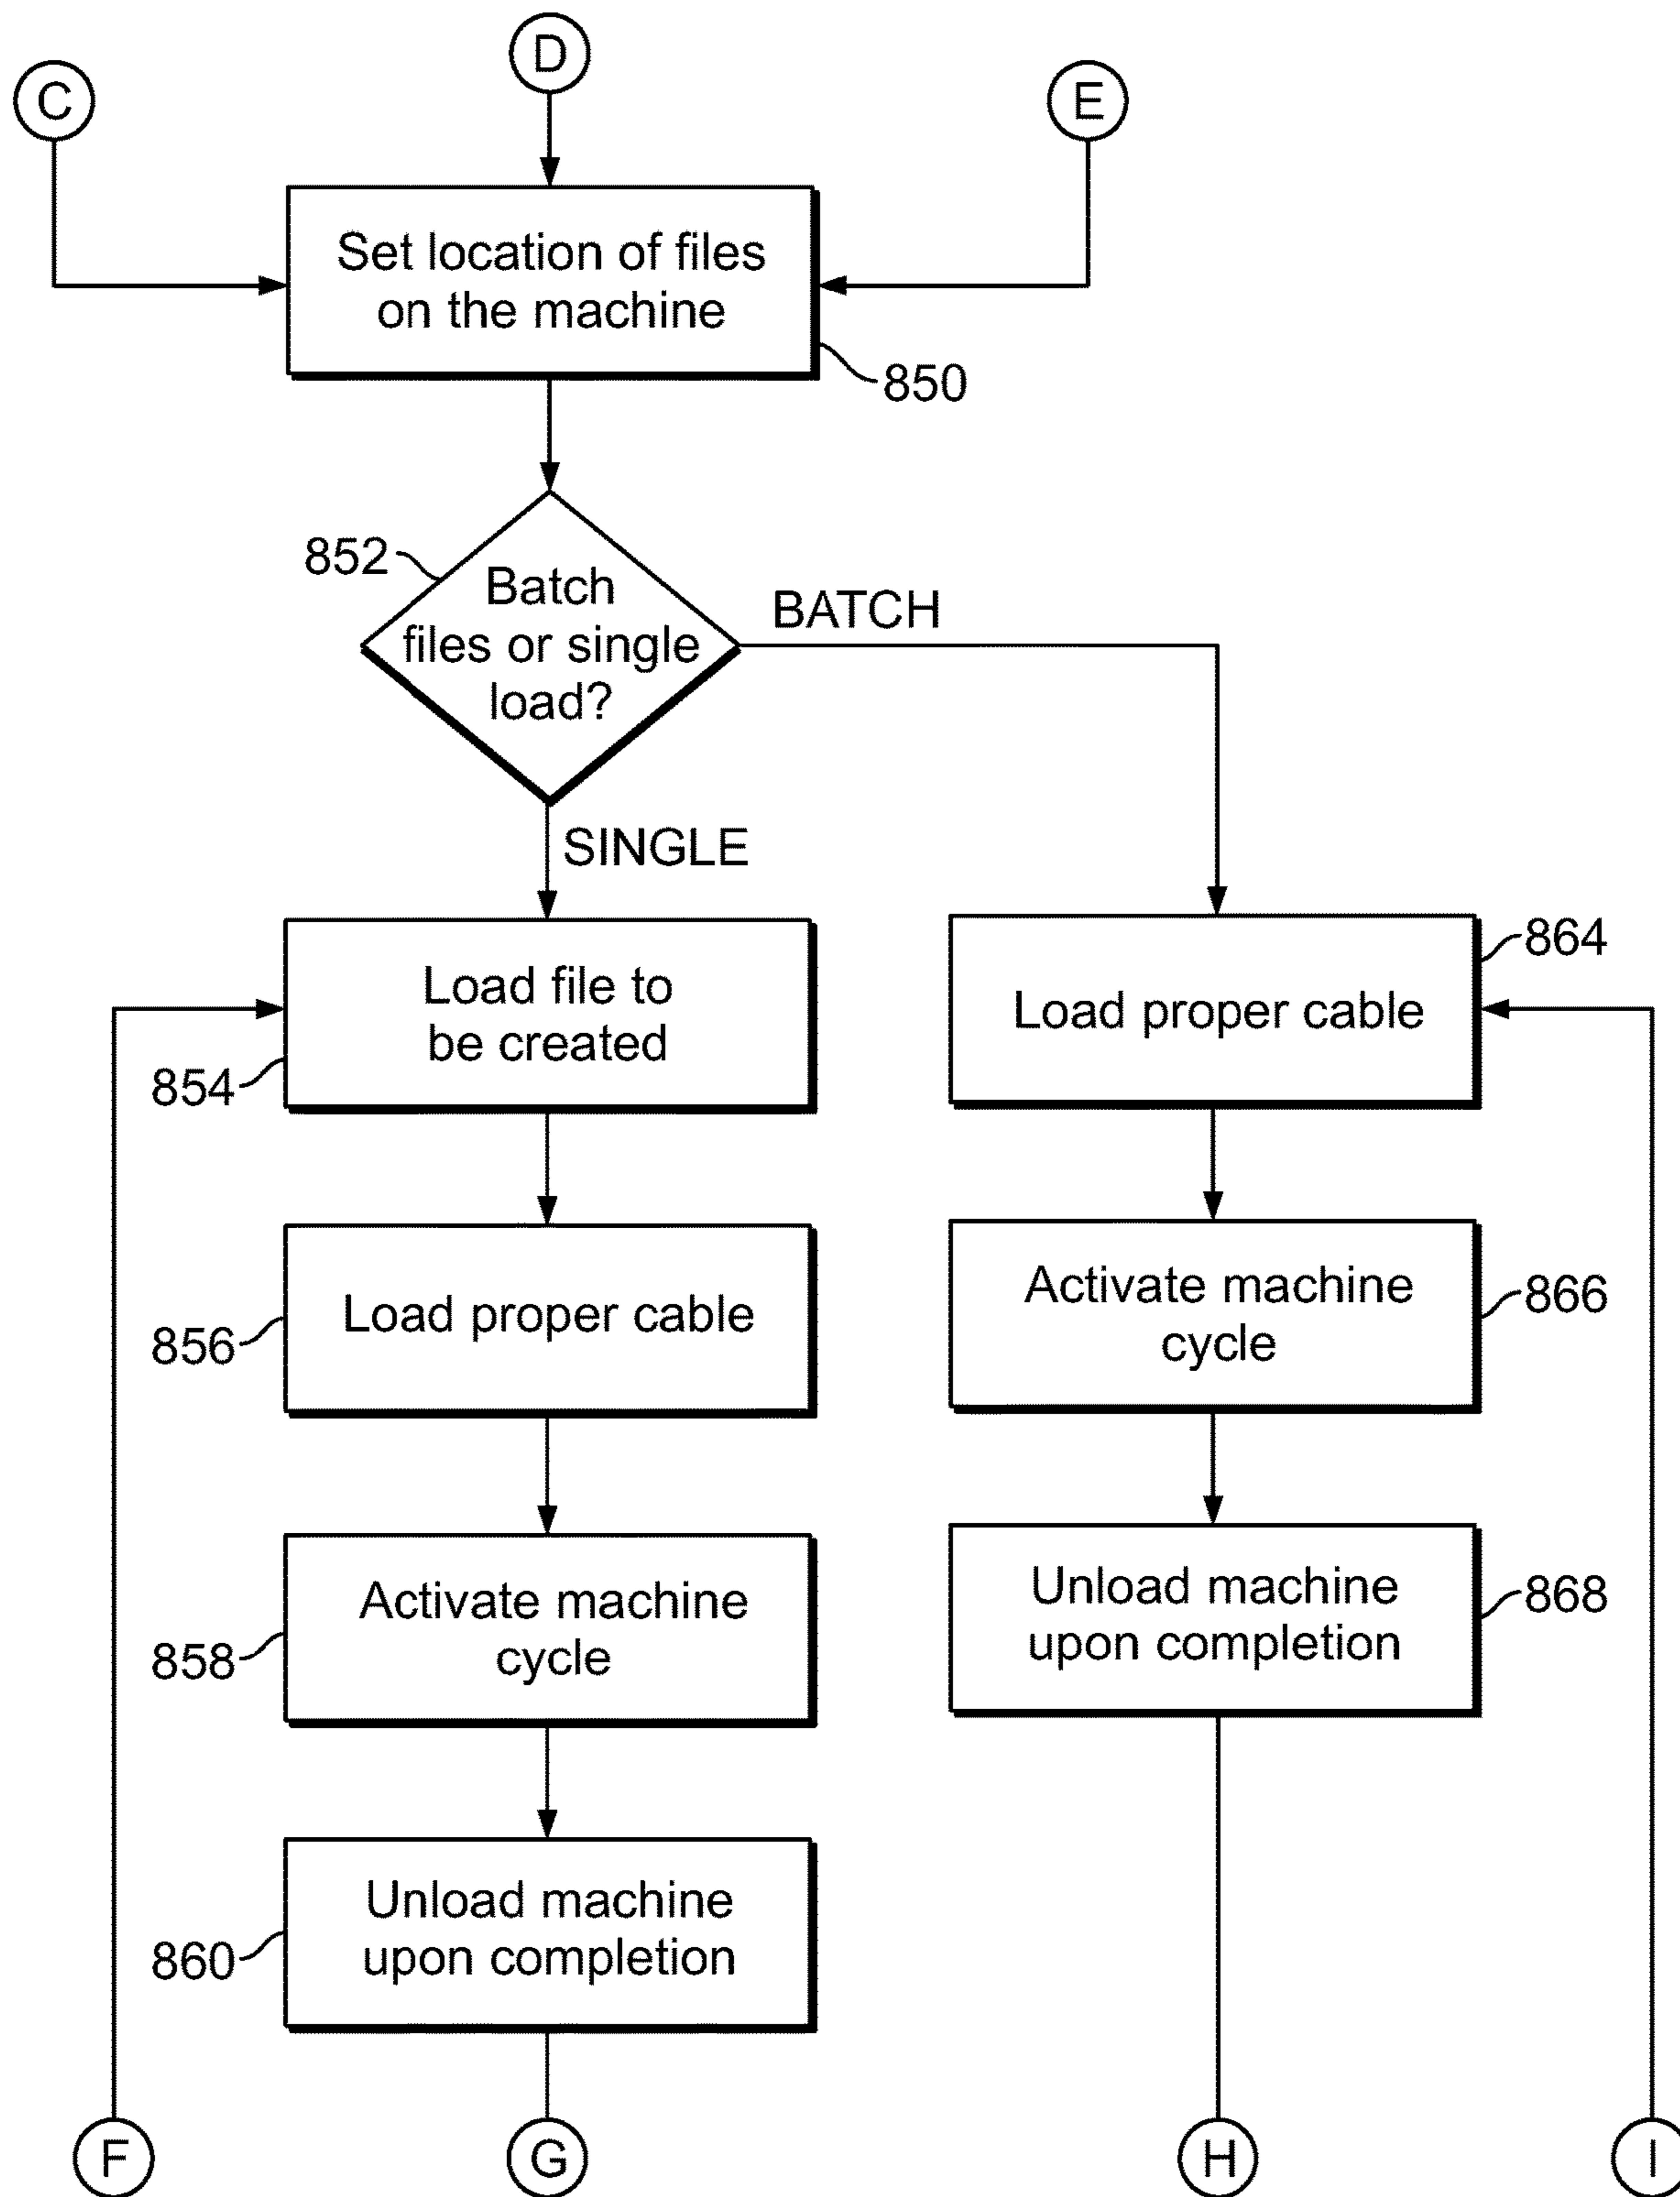 D
C
E
Set location of files
on the machine
850
852
Batch
files or single
load?
BATCH
SINGLE
Load file to
be created
854
864
Load proper cable
Load proper cable
856
Activate machine
cycle
866
Activate machine
cycle
858
Unload machine
upon completion
868
Unload machine
upon completion
860
F
G
H
I